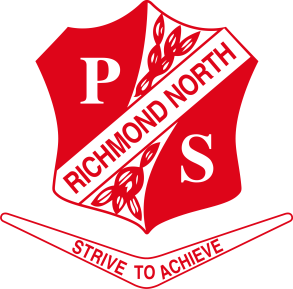 P
RICHMOND NORTH
S
STRIVE TO ACHIEVE